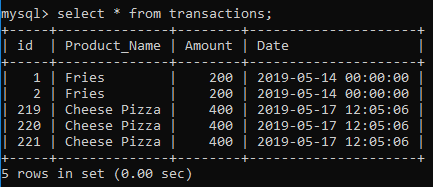 mysql> select * from transactions;
+-----+--------------+--------+---------------------+
| id  | Product_Name | Amount | Date                |
+-----+--------------+--------+---------------------+
|   1 | Fries        |    200 | 2019-05-14 00:00:00 |
|   2 | Fries        |    200 | 2019-05-14 00:00:00 |
| 219 | Cheese Pizza |    400 | 2019-05-17 12:05:06 |
| 220 | Cheese Pizza |    400 | 2019-05-17 12:05:06 |
| 221 | Cheese Pizza |    400 | 2019-05-17 12:05:06 |
+-----+--------------+--------+---------------------+
5 rows in set (0.00 sec)